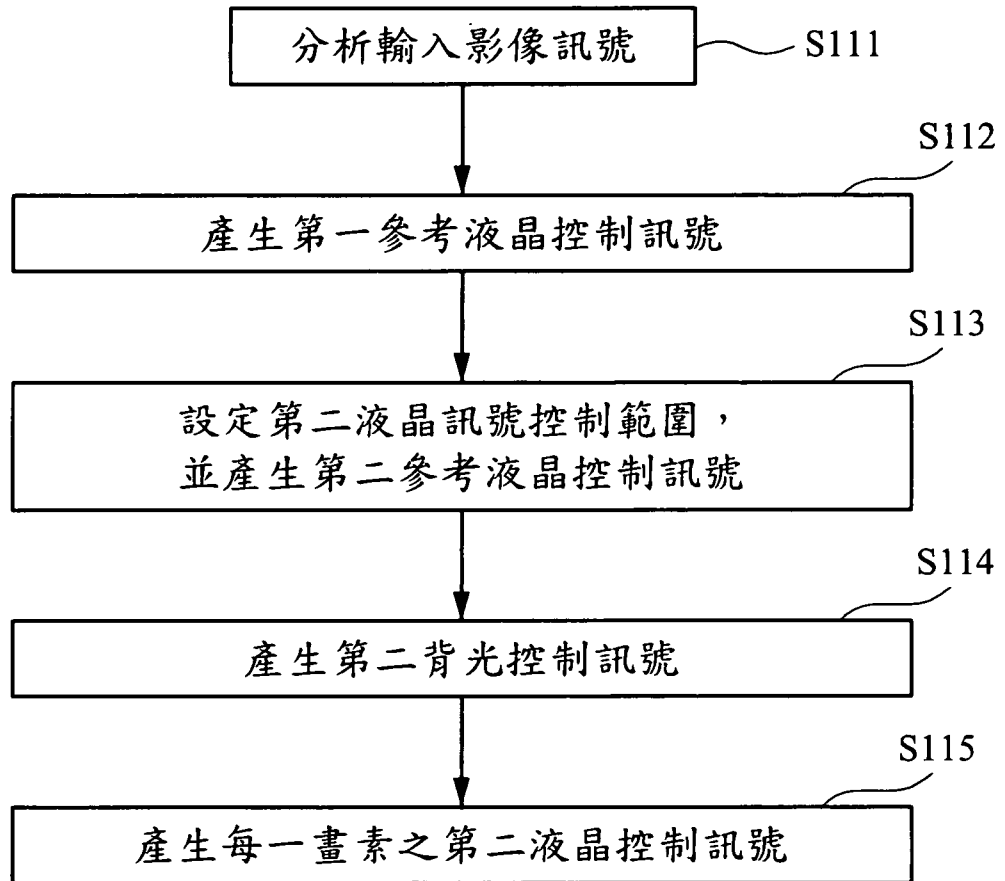 分析輸入影像訊號
S111
S112
產生第一參考液晶控制訊號
S113
設定第二液晶訊號控制範圍,
並產生第二參考液晶控制訊號
S114
產生第二背光控制訊號
S115
產生每一畫素之第二液晶控制訊號